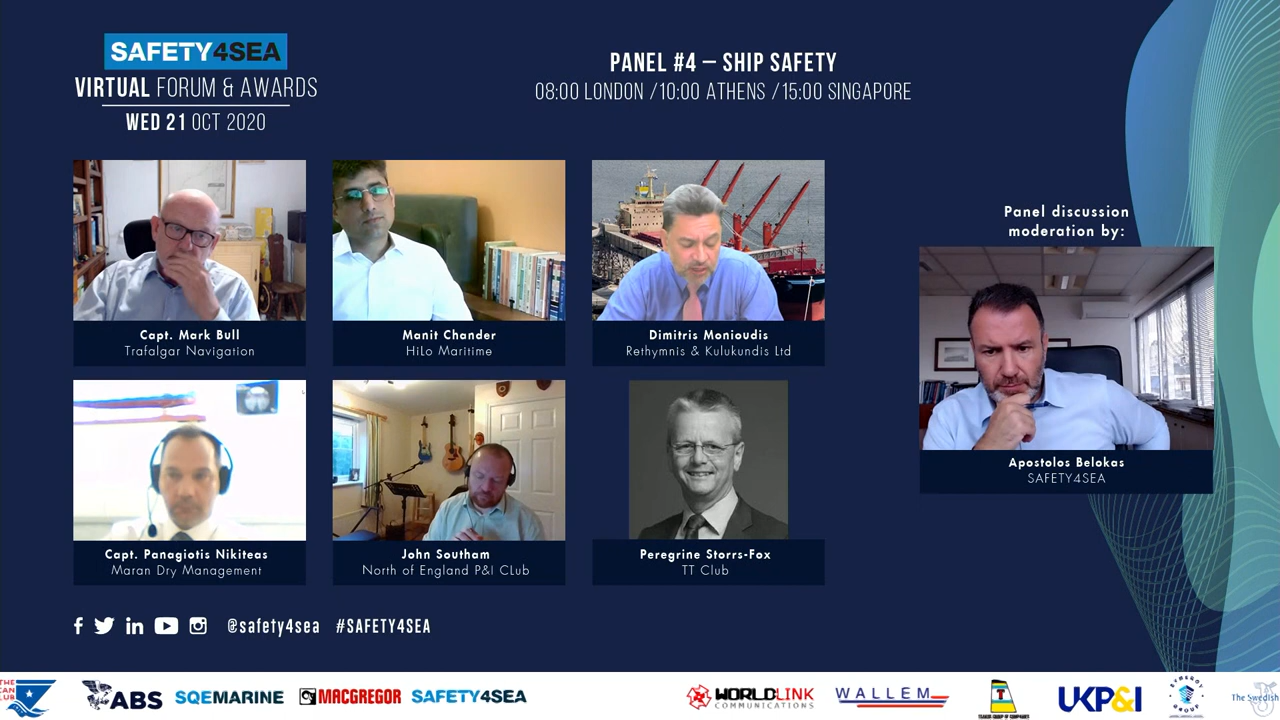 SAFETY4SEA
VIRTUAL FORUM & AWARDS
WED 21 OCT 2020
PANEL #4 – SHIP SAFETY
08:00 LONDON /10:00 ATHENS /15:00 SINGAPORE
Capt. Mark Bull
Trafalgar Navigation
Manit Chander
HiLo Maritime
Dimitris Monioudis
Rethymnis & Kulukundis Ltd
Panel discussion
moderation by:
Apostolos Belokas
SAFETY4SEA
Capt. Panagiotis Nikiteas
Maran Dry Management
John Southam
North of England P&I CLub
Peregrine Storrs-Fox
TT Club
@safety4sea #SAFETY4SEA
THE
ABS
SQEMARINE
MACGREGOR
SAFETY4SEA
WORLDLINK
COMMUNICATIONS
WALLEM
UKP&I
SYNERGY
GROUP
The Swedish